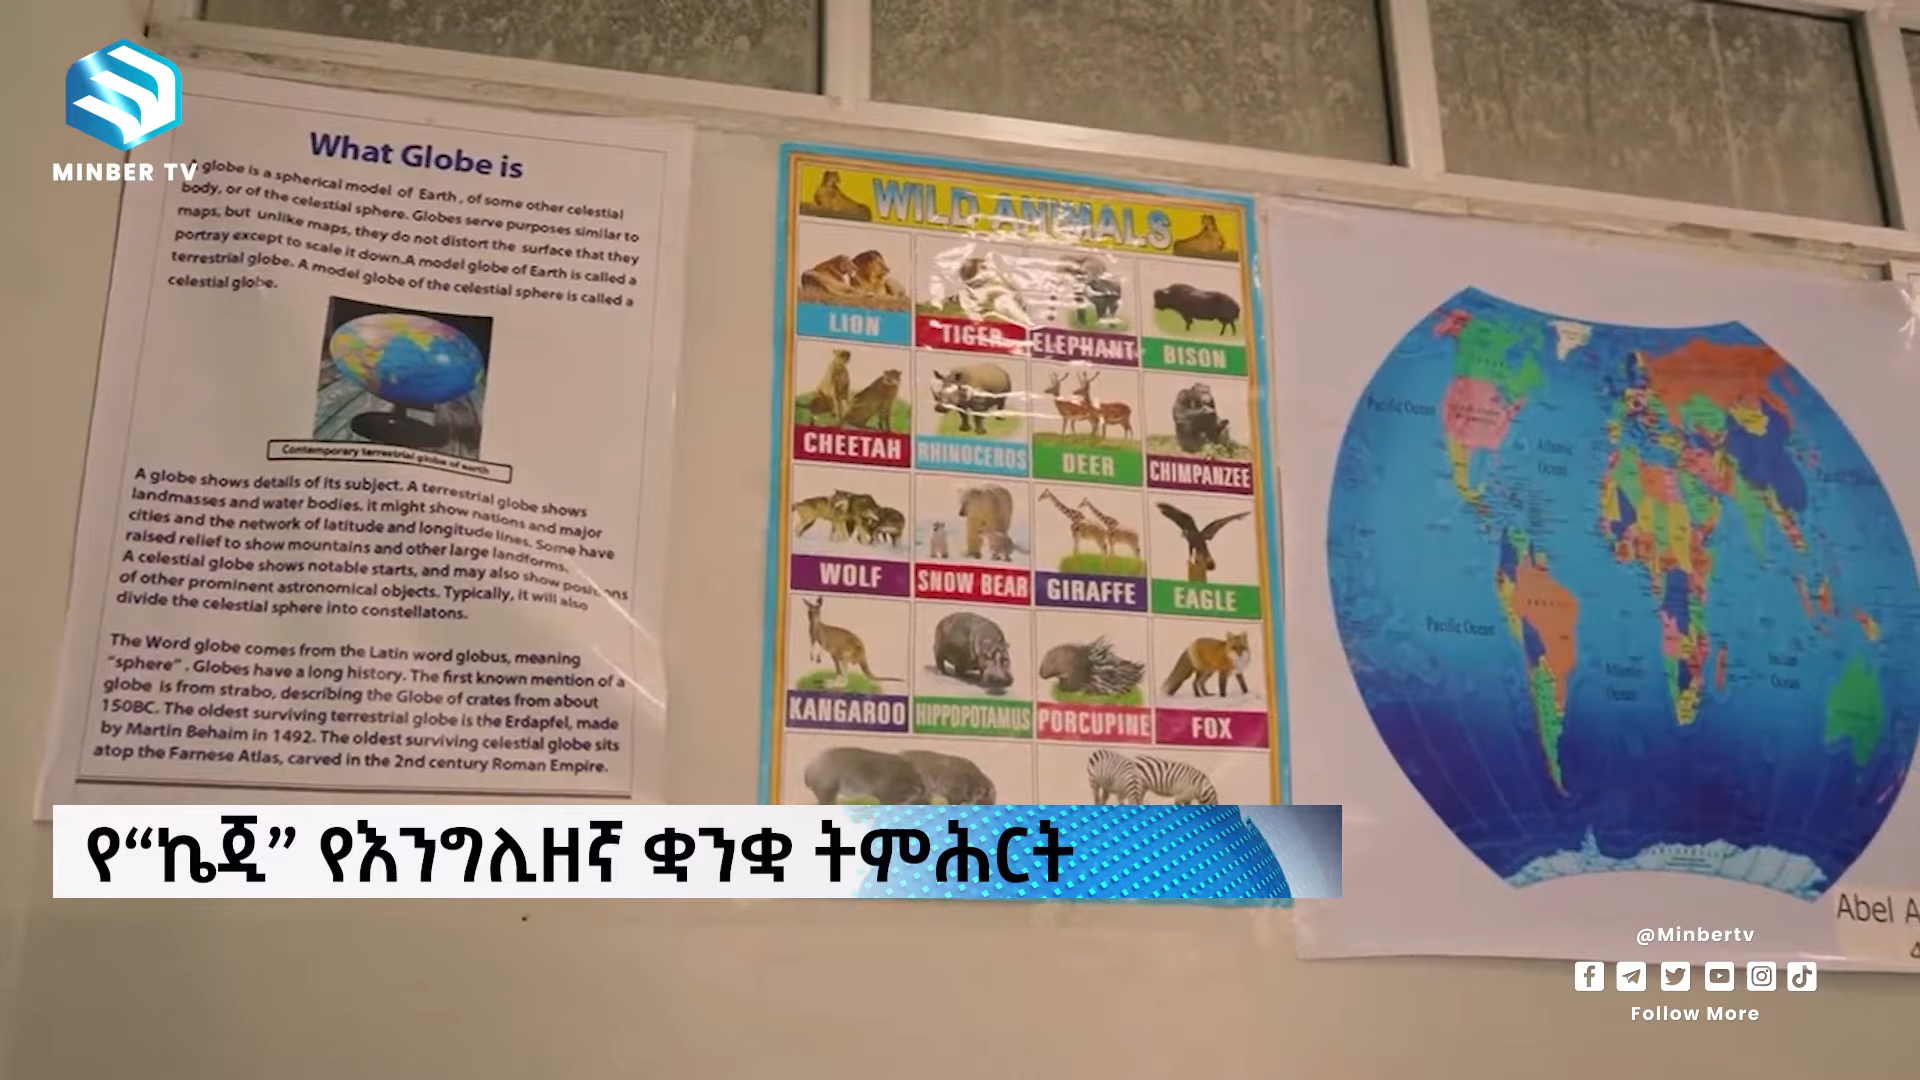 MINBER TV
What Globe is
globe is a spherical model of Earth, of some other celestial
body, or of the celestial sphere. Globes serve purposes similar to
maps, but unlike maps, they do not distort the surface that they
portray except to scale it down.A model globe of Earth is called a
terrestrial globe. A model globe of the celestial sphere is called a
celestial globe.
Contemporary terrestrial globe of earth
A globe shows details of its subject. A terrestrial globe shows
landmasses and water bodies. it might show nations and major
cities and the network of latitude and longitude lines. Some have
raised relief to show mountains and other large landforms.
A celestial globe shows notable starts, and may also show positions
of other prominent astronomical objects. Typically, it will also
divide the celestial sphere into constellatons.
The Word globe comes from the Latin word globus, meaning
"sphere" . Globes have a long history. The first known mention of a
globe is from strabo, describing the Globe of crates from about
150BC. The oldest surviving terrestrial globe is the Erdapfel, made
by Martin Behaim in 1492. The oldest surviving celestial globe sits
atop the Farnese Atlas, carved in the 2nd century Roman Empire.
WILD ANIMALS
LION TIGER ELEPHANT BISON
CHEETAH RHINOCEROS DEER CHIMPANZEE
WOLF SNOW BEAR GIRAFFE EAGLE
KANGAROO HIPPOPOTAMUS PORCUPINE FOX
Pacific Ocean
Atlantic
Ocean
Pacific Ocean
Atlantic
Ocean
Indian
Ocean
Abel A
የ“ኬጂ” የእንግሊዘኛ ቋንቋ ትምሕርት
@Minbertv
Follow More